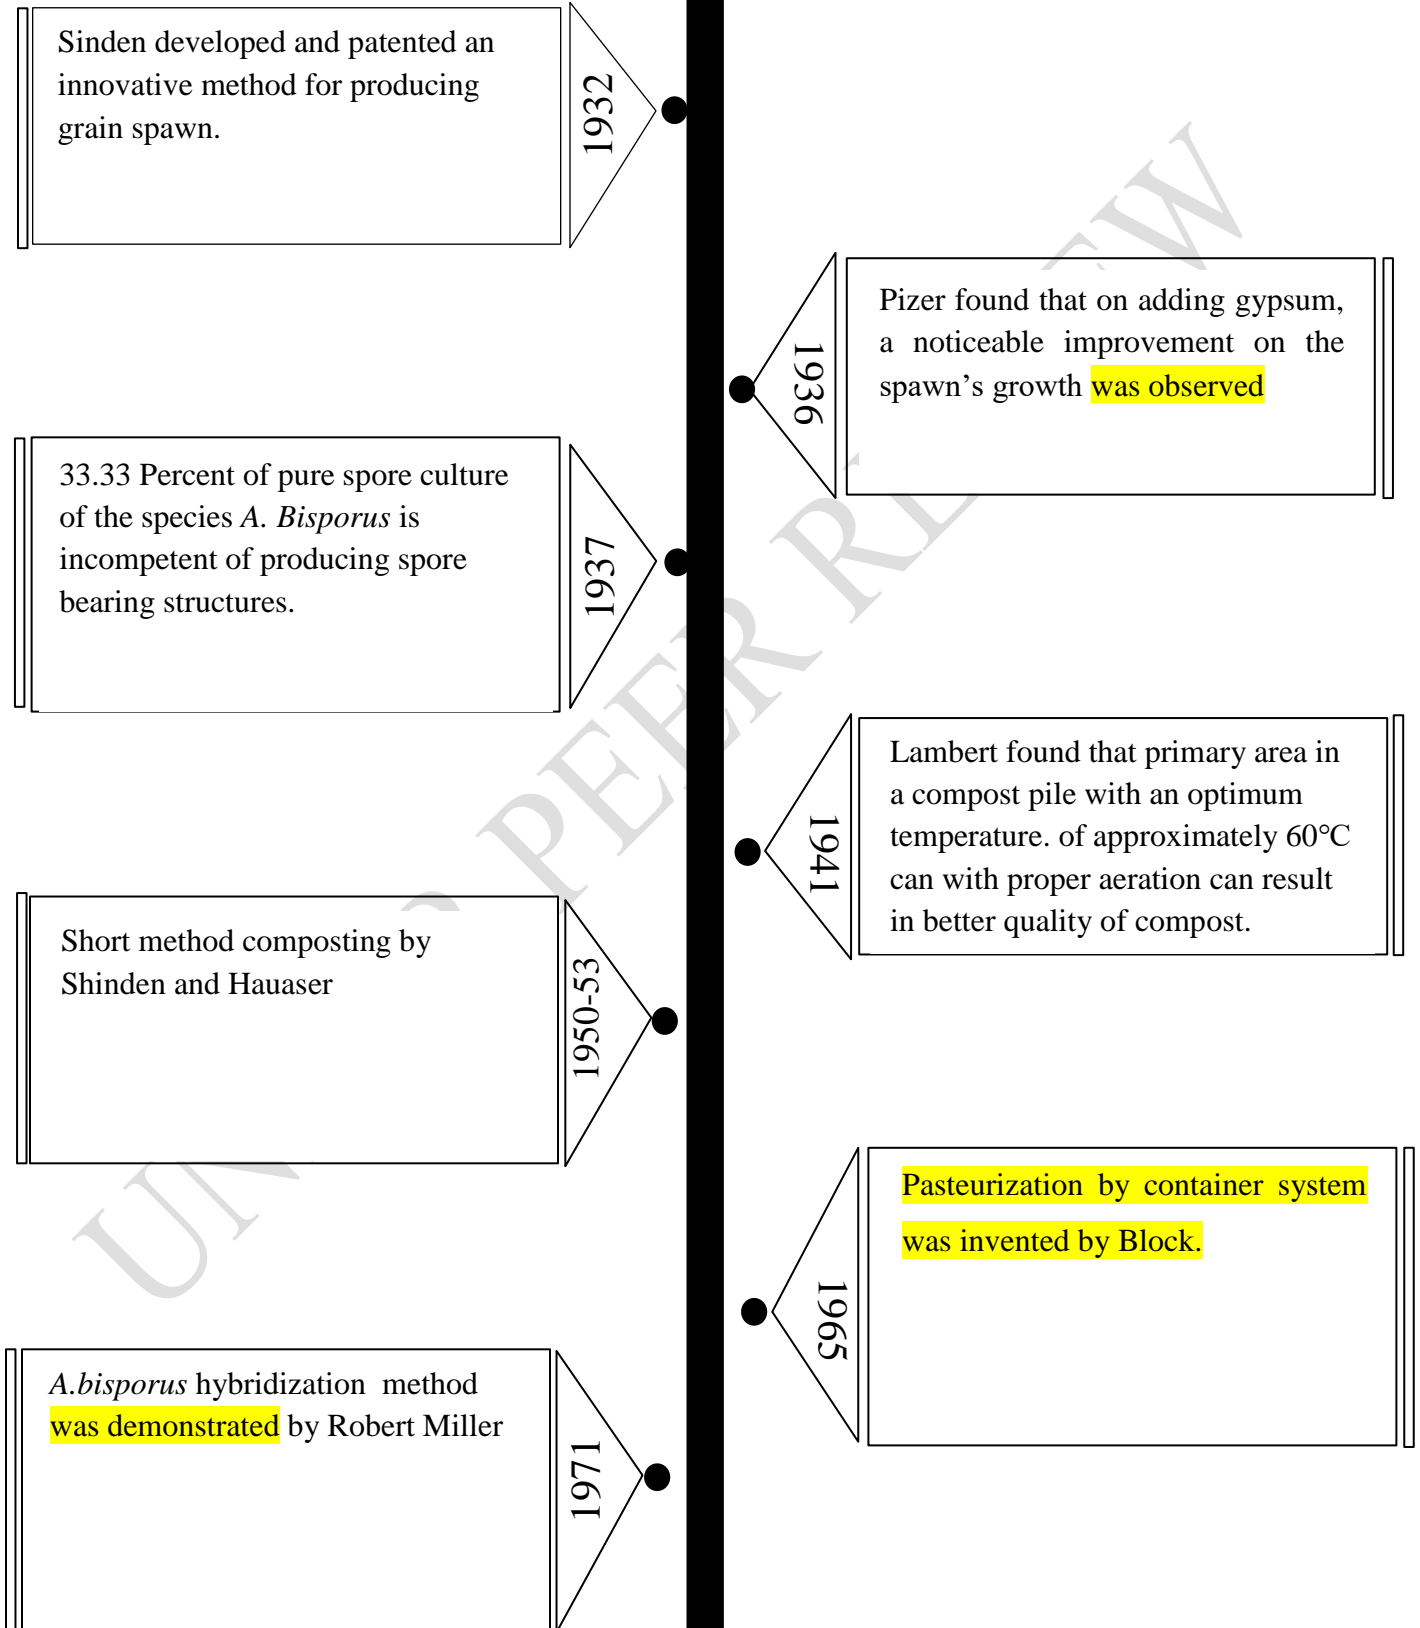 Sinden developed and patented an
innovative method for producing
grain spawn.
1932
Pizer found that on adding gypsum,
a noticeable improvement on the
spawn’s growth was observed
1936
33.33 Percent of pure spore culture
of the species A. Bisporus is
incompetent of producing spore
bearing structures.
1937
Lambert found that primary area in
a compost pile with an optimum
temperature. of approximately 60°C
can with proper aeration can result
in better quality of compost.
1941
Short method composting by
Shinden and Hauaser
1950-53
Pasteurization by container system
was invented by Block.
1965
A.bisporus hybridization method
was demonstrated by Robert Miller
1971